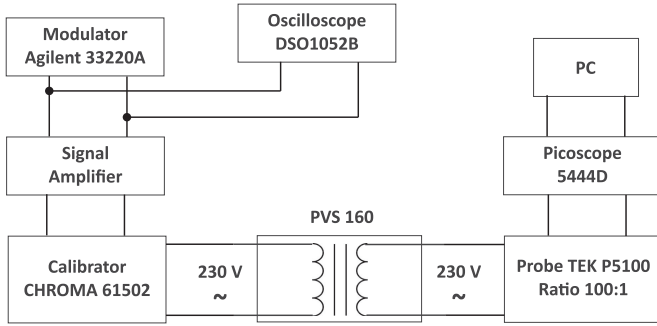 Modulator
Agilent 33220A
Oscilloscope
DSO1052B
PC
Signal
Amplifier
Picoscope
5444D
PVS 160
Calibrator
CHROMA 61502
230 V
~
230 V
~
Probe TEK P5100
Ratio 100:1